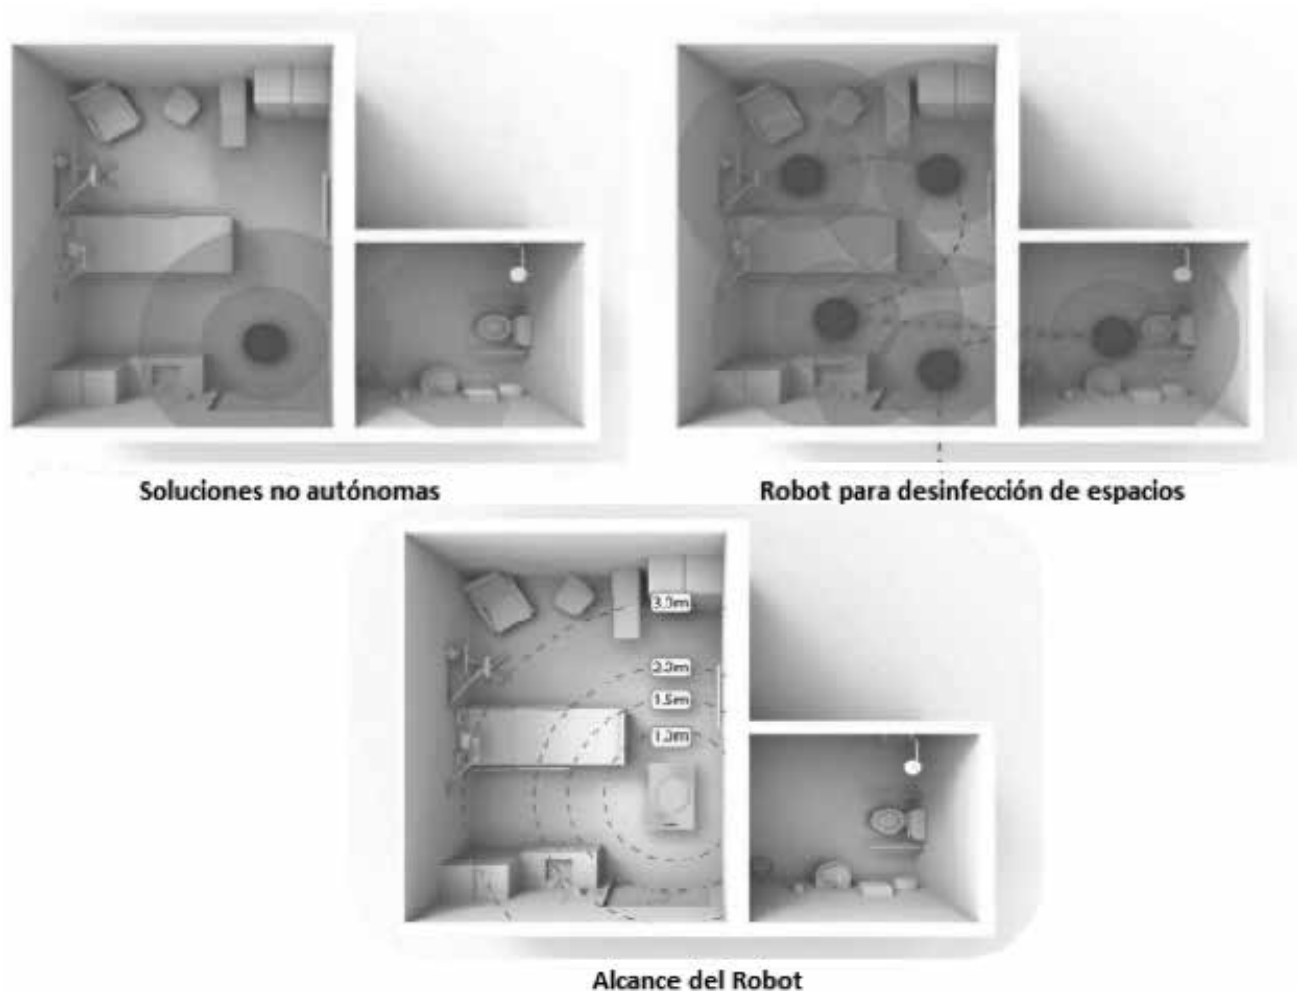 Soluciones no autónomas
Robot para desinfección de espacios
3.0m
2.0m
1.5m
1.0m
Alcance del Robot